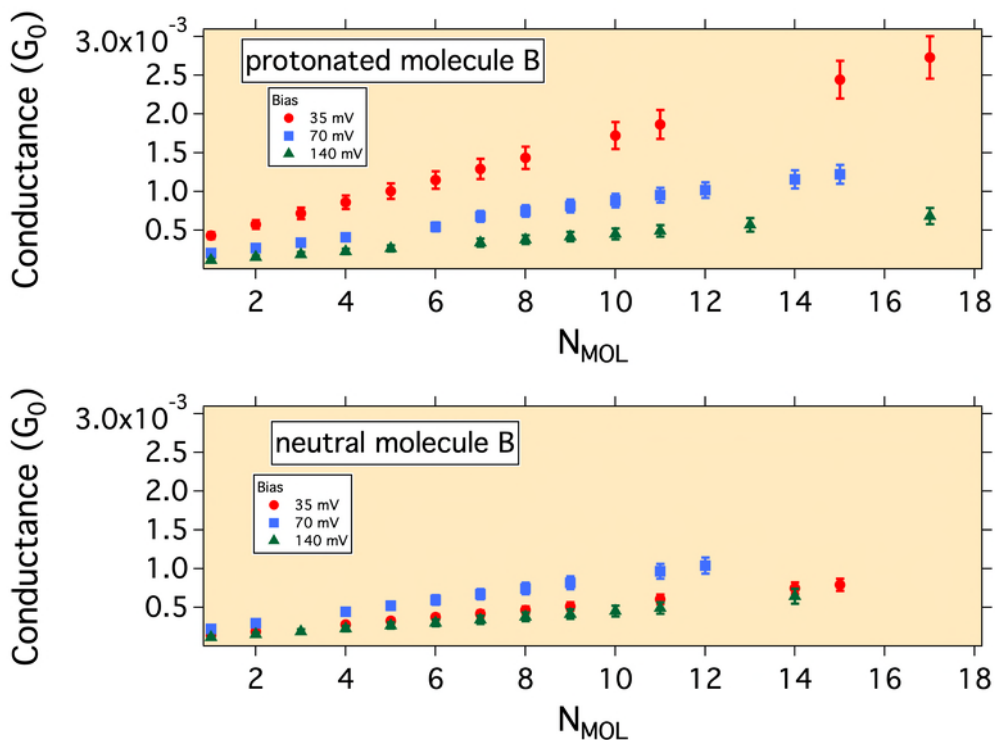 Conductance (G₀)
3.0x10⁻³
2.5
2.0
1.5
1.0
0.5
protonated molecule B
Bias
35 mV
70 mV
140 mV
2 4 6 8 10 12 14 16 18
N_MOL
Conductance (G₀)
3.0x10⁻³
2.5
2.0
1.5
1.0
0.5
neutral molecule B
Bias
35 mV
70 mV
140 mV
2 4 6 8 10 12 14 16 18
N_MOL